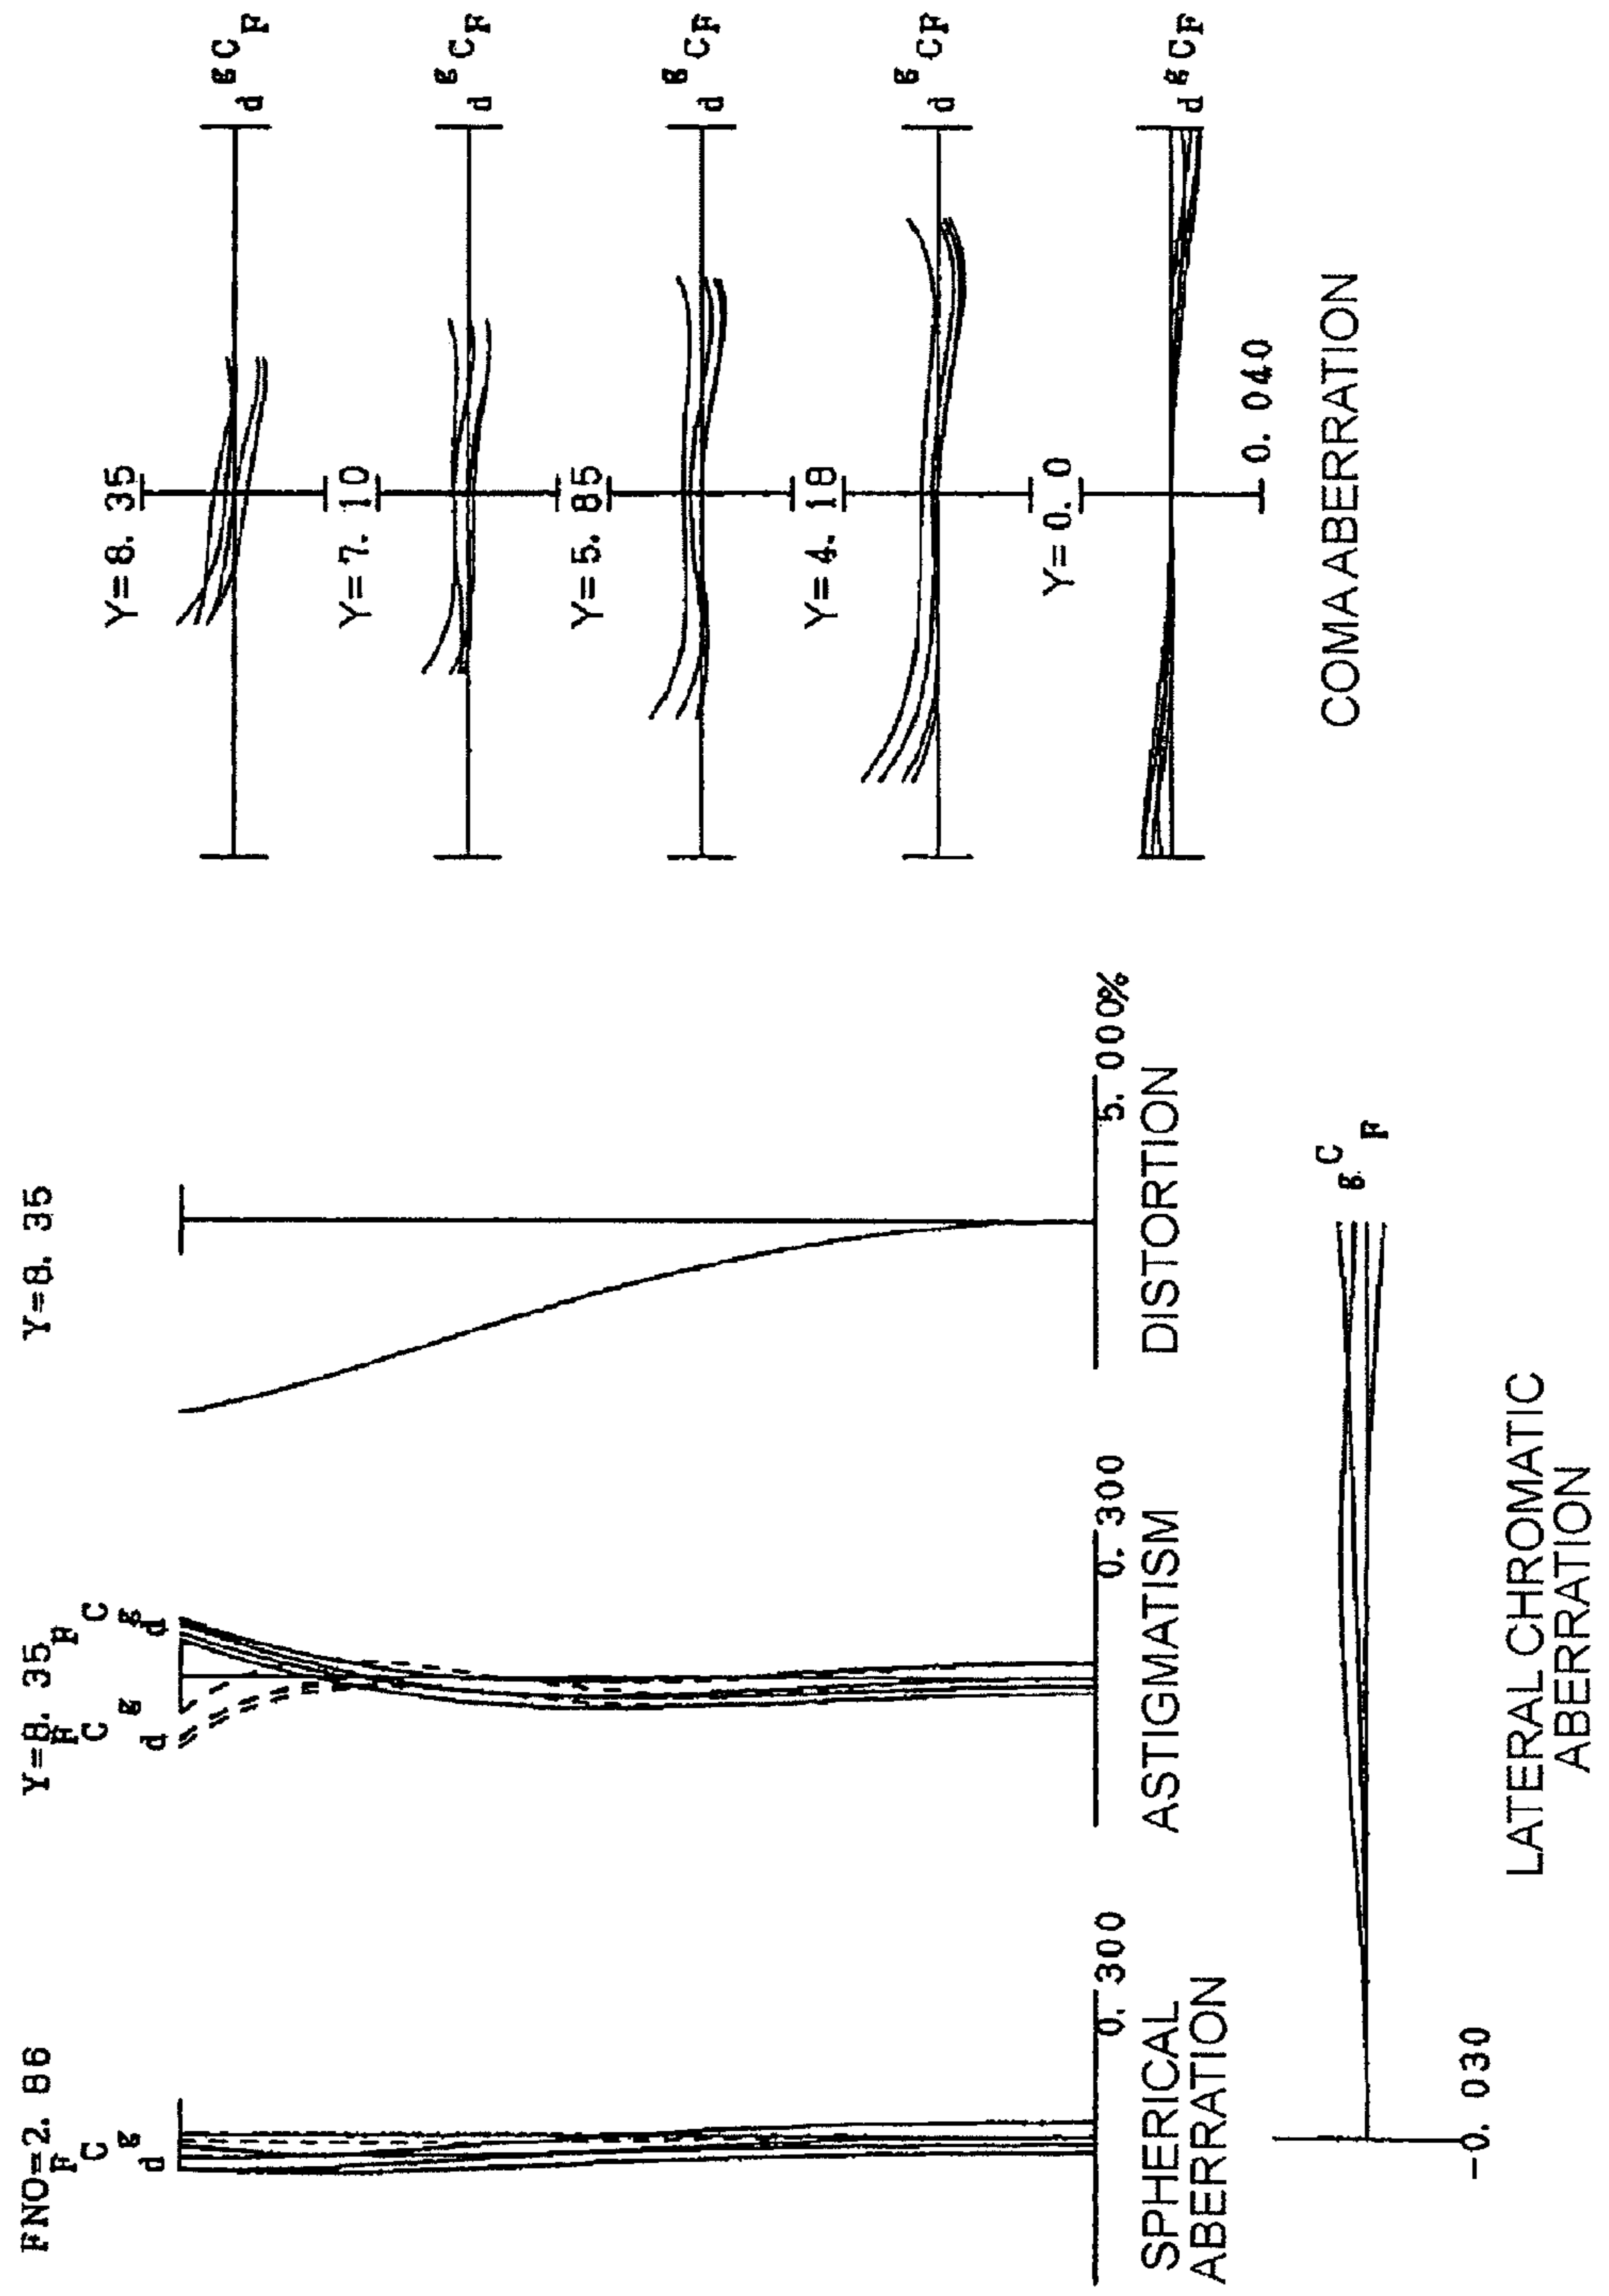 FNO=2. 86
F
C
g
d
0. 300
SPHERICAL
ABERRATION
Y=8. 35
F
C
g
d
F
C
g
d
0. 300
ASTIGMATISM
Y=8. 35
5. 000%
DISTORTION
Y=8. 35
g
C
F
d
Y=7. 10
g
C
F
d
Y=5. 85
g
C
F
d
Y=4. 18
g
C
F
d
Y=0. 0
g
C
F
d
0. 040
COMA ABERRATION
C
g
F
-0. 030
LATERAL CHROMATIC
ABERRATION